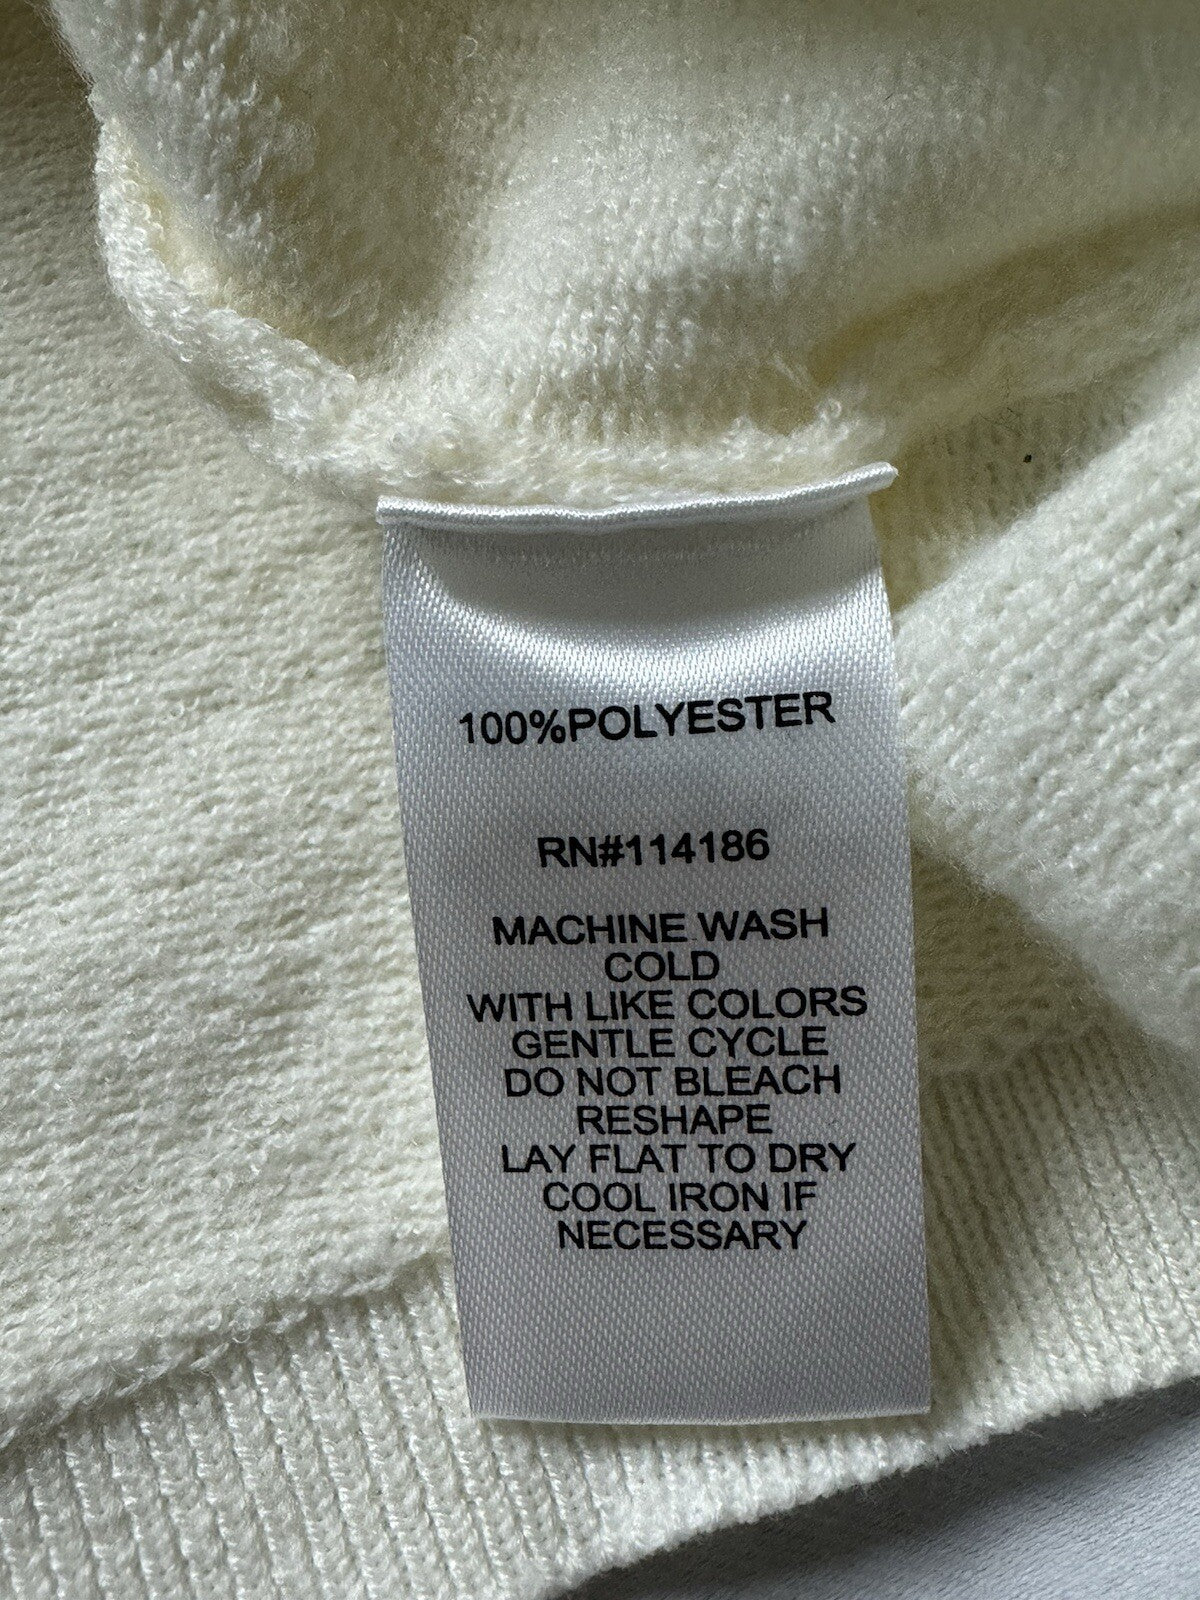 100%POLYESTER
RN#114186
MACHINE WASH
COLD
WITH LIKE COLORS
GENTLE CYCLE
DO NOT BLEACH
RESHAPE
LAY FLAT TO DRY
COOL IRON IF
NECESSARY